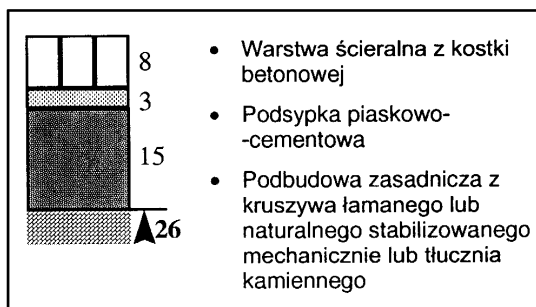 8
3
15
26
• Warstwa ścieralna z kostki
betonowej
• Podsypka piaskowo-
-cementowa
• Podbudowa zasadnicza z
kruszywa łamanego lub
naturalnego stabilizowanego
mechanicznie lub tłucznia
kamiennego